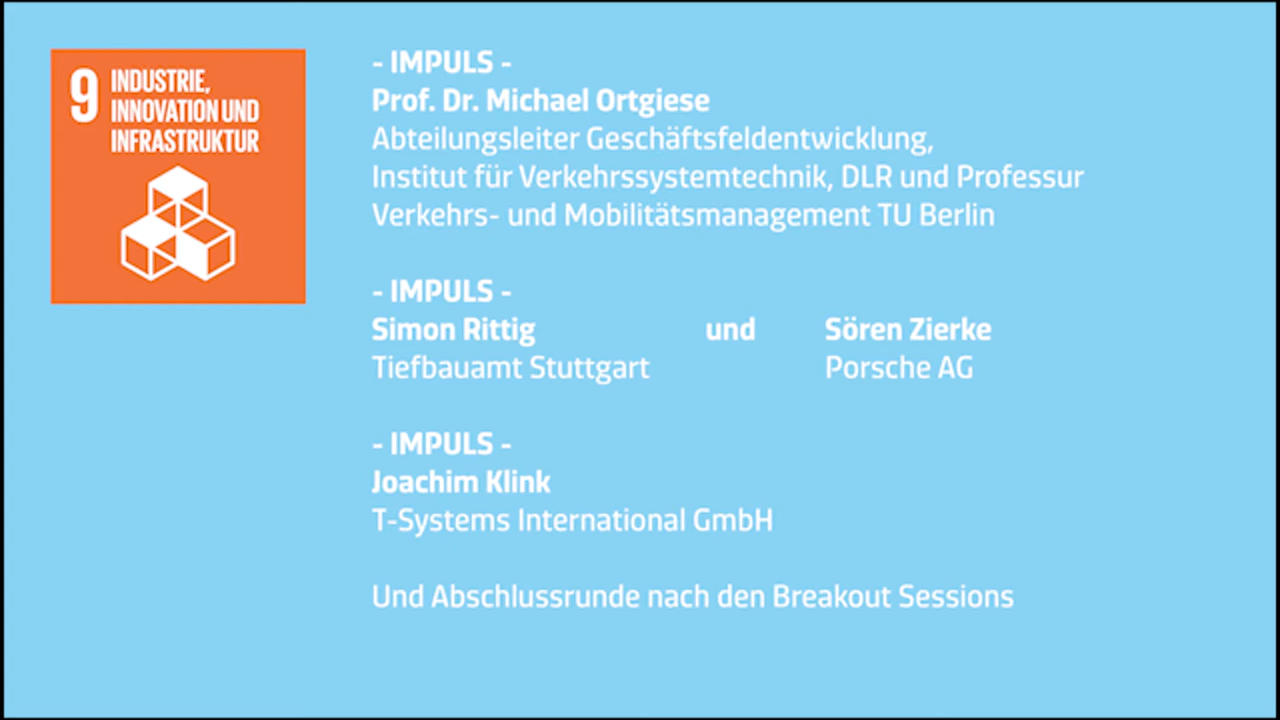 9 INDUSTRIE,
INNOVATION UND
INFRASTRUKTUR
- IMPULS -
Prof. Dr. Michael Ortgiese
Abteilungsleiter Geschäftsfeldentwicklung,
Institut für Verkehrssystemtechnik, DLR und Professur
Verkehrs- und Mobilitätsmanagement TU Berlin
- IMPULS -
Simon Rittig und Sören Zierke
Tiefbauamt Stuttgart Porsche AG
- IMPULS -
Joachim Klink
T-Systems International GmbH
Und Abschlussrunde nach den Breakout Sessions